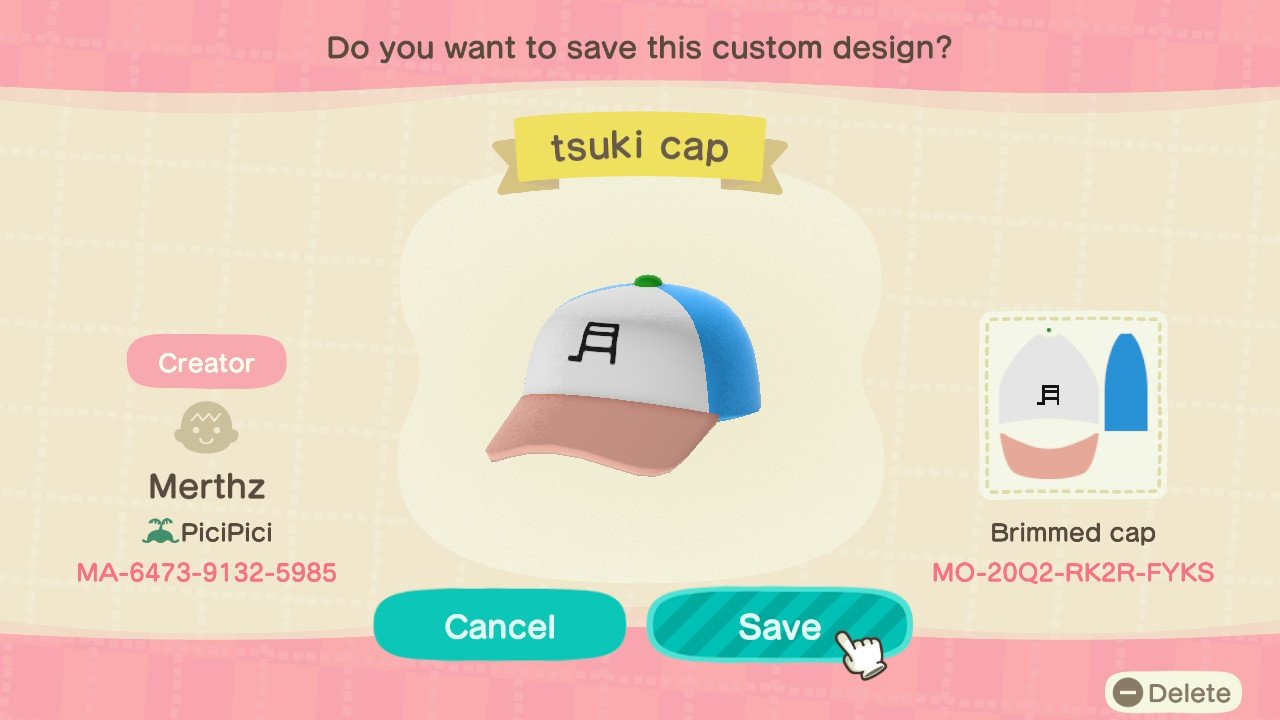 Do you want to save this custom design?
tsuki cap
月
月
Creator
Merthz
PiciPici
MA-6473-9132-5985
Brimmed cap
MO-20Q2-RK2R-FYKS
Cancel
Save
Delete